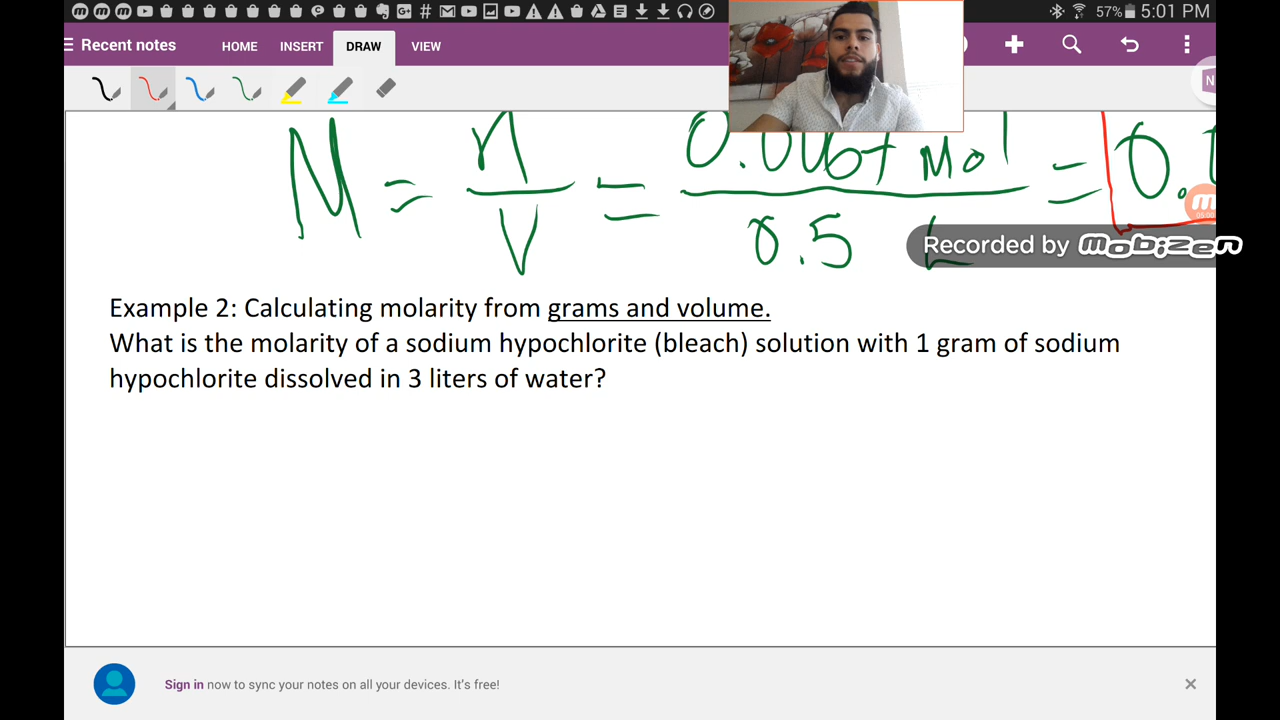 57% 5:01 PM
Recent notes HOME INSERT DRAW VIEW
M = n = 0.0067 mol = 0.
V 0.5 L
Recorded by mobizen
Example 2: Calculating molarity from grams and volume.
What is the molarity of a sodium hypochlorite (bleach) solution with 1 gram of sodium
hypochlorite dissolved in 3 liters of water?
Sign in now to sync your notes on all your devices. It's free!